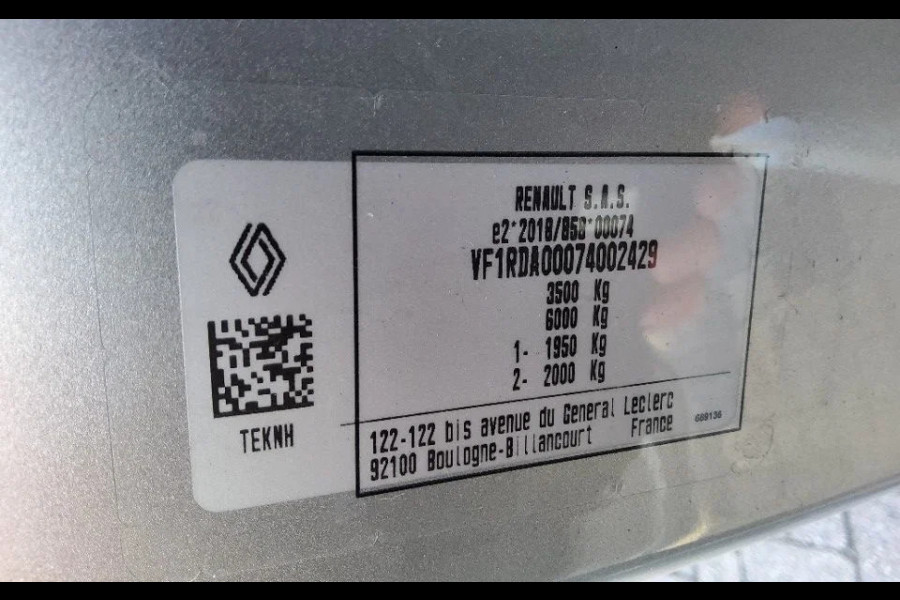 RENAULT S.A.S.
e2*2018/858*00074
VF1RDA00074002429
3500 Kg
6000 Kg
1- 1950 Kg
2- 2000 Kg
TEKNH
122-122 bis avenue du General Leclerc
92100 Boulogne-Billancourt France
689136